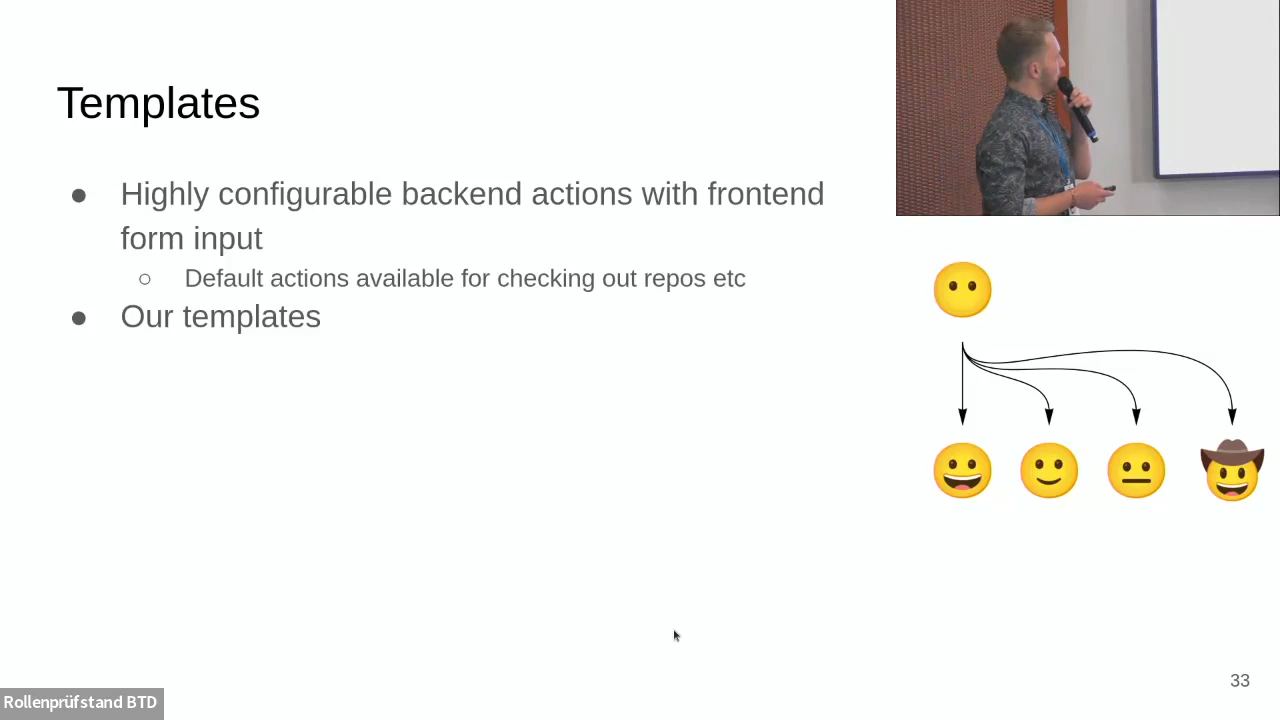 Templates
● Highly configurable backend actions with frontend
form input
○ Default actions available for checking out repos etc
● Our templates
33
Rollenprüfstand BTD